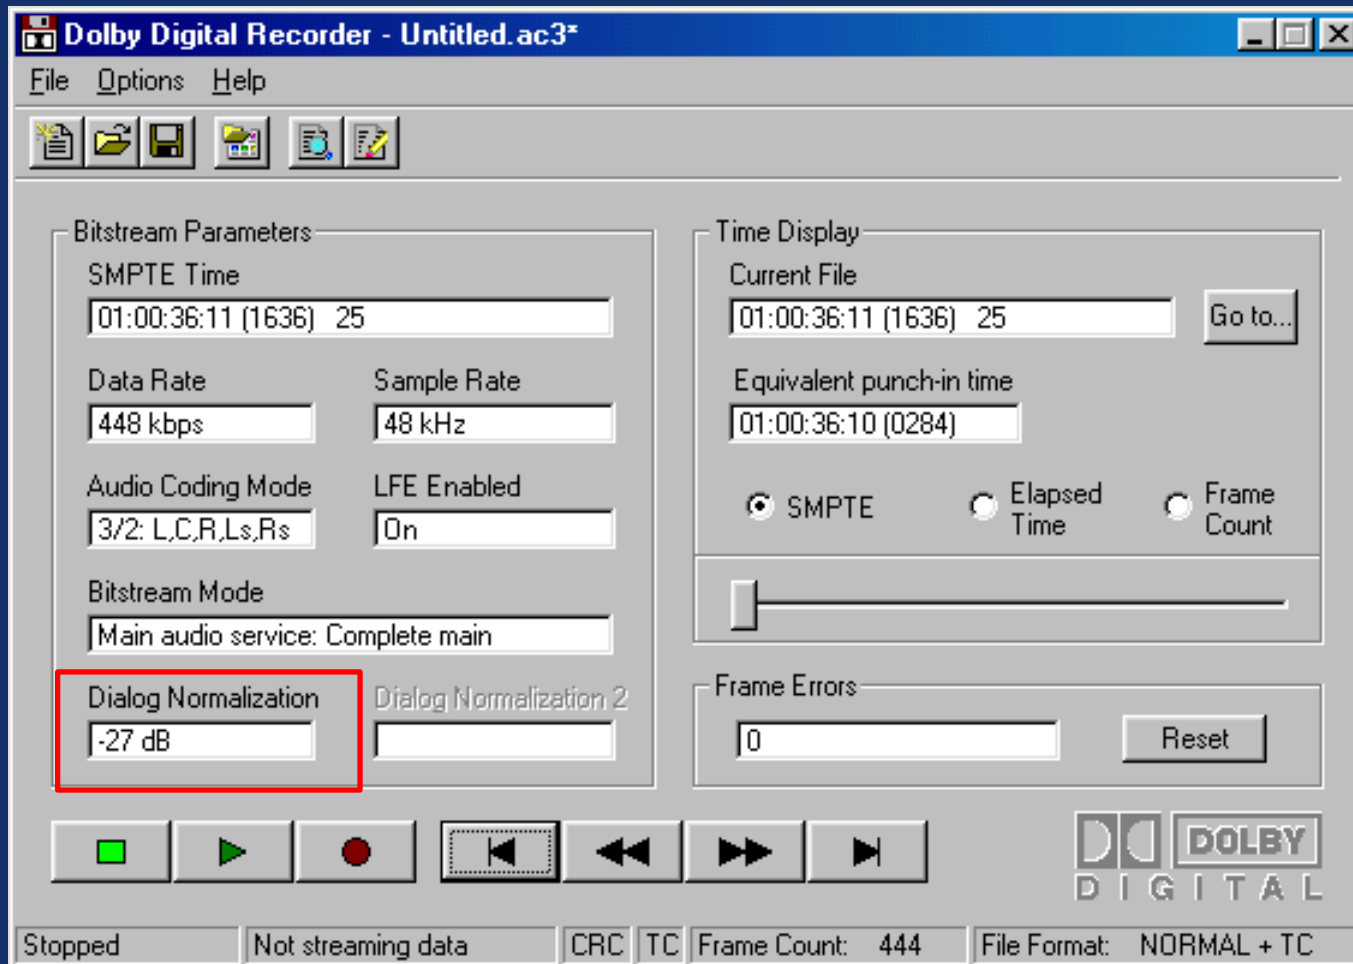 Dolby Digital Recorder - Untitled.ac3*
File Options Help
Bitstream Parameters
SMPTE Time
01:00:36:11 (1636) 25
Data Rate
Sample Rate
448 kbps
48 kHz
Audio Coding Mode
LFE Enabled
3/2: L,C,R,Ls,Rs
On
Bitstream Mode
Main audio service: Complete main
Dialog Normalization
Dialog Normalization 2
-27 dB
Time Display
Current File
01:00:36:11 (1636) 25
Go to...
Equivalent punch-in time
01:00:36:10 (0284)
SMPTE
Elapsed
Time
Frame
Count
Frame Errors
0
Reset
DOLBY
DIGITAL
Stopped
Not streaming data
CRC
TC
Frame Count: 444
File Format: NORMAL + TC